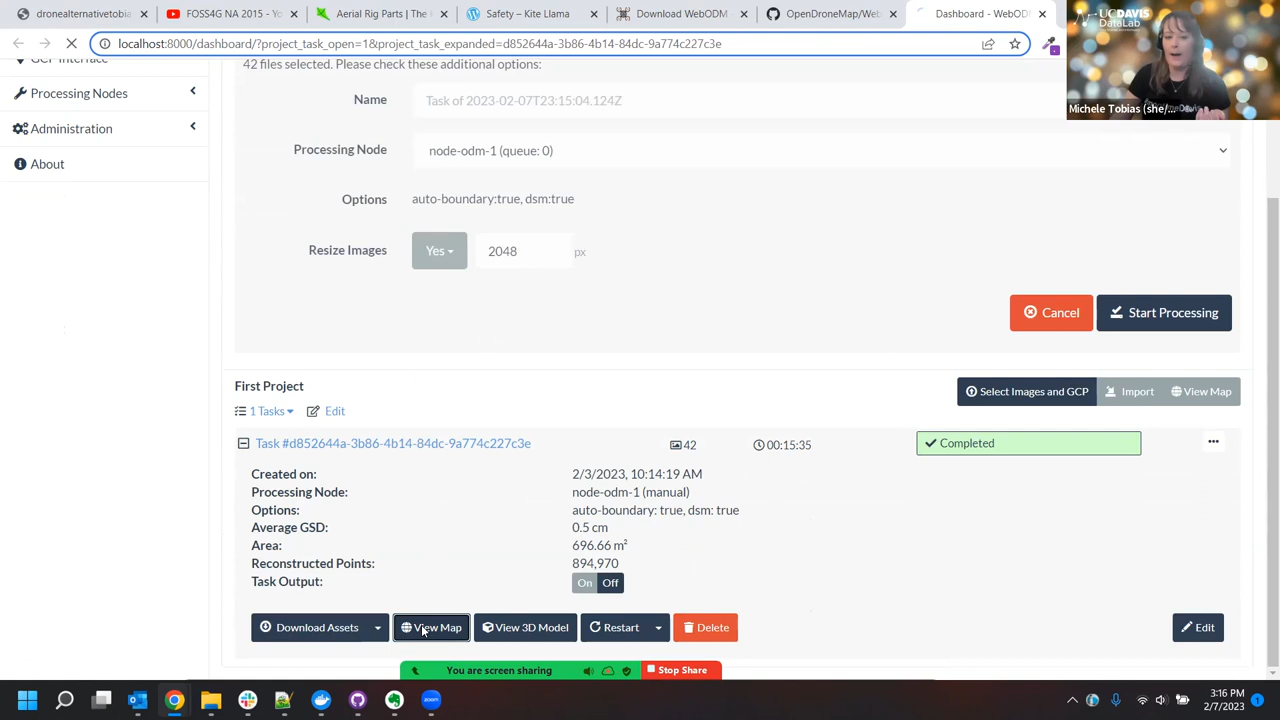 dronealternativetobia
FOSS4G NA 2015 -
Aerial Rig Parts | 
Safety – Kite Llama
Download WebODM
OpenDroneMap/
Dashboard - WebOD
localhost:8000/dashboard/?project_task_open=1&project_task_expanded=d852644a-3b86-4b14-84dc-9a774c227c3e
UCDAVIS
DataLab
Michele Tobias (she/...
GCP Interface
Processing Nodes
Administration
About
42 files selected. Please check these additional options:
Name
Task of 2023-02-07T23:15:04.124Z
Processing Node
node-odm-1 (queue: 0)
Options
auto-boundary:true, dsm:true
Resize Images
Yes
2048
px
Cancel
Start Processing
First Project
Select Images and GCP
Import
View Map
1 Tasks
Edit
Task #d852644a-3b86-4b14-84dc-9a774c227c3e
42
00:15:35
Completed
Created on:
2/3/2023, 10:14:19 AM
Processing Node:
node-odm-1 (manual)
Options:
auto-boundary: true, dsm: true
Average GSD:
0.5 cm
Area:
696.66 m²
Reconstructed Points:
894,970
Task Output:
On Off
Download Assets
View Map
View 3D Model
Restart
Delete
Edit
You are screen sharing
Stop Share
zoom
3:16 PM
2/7/2023
1